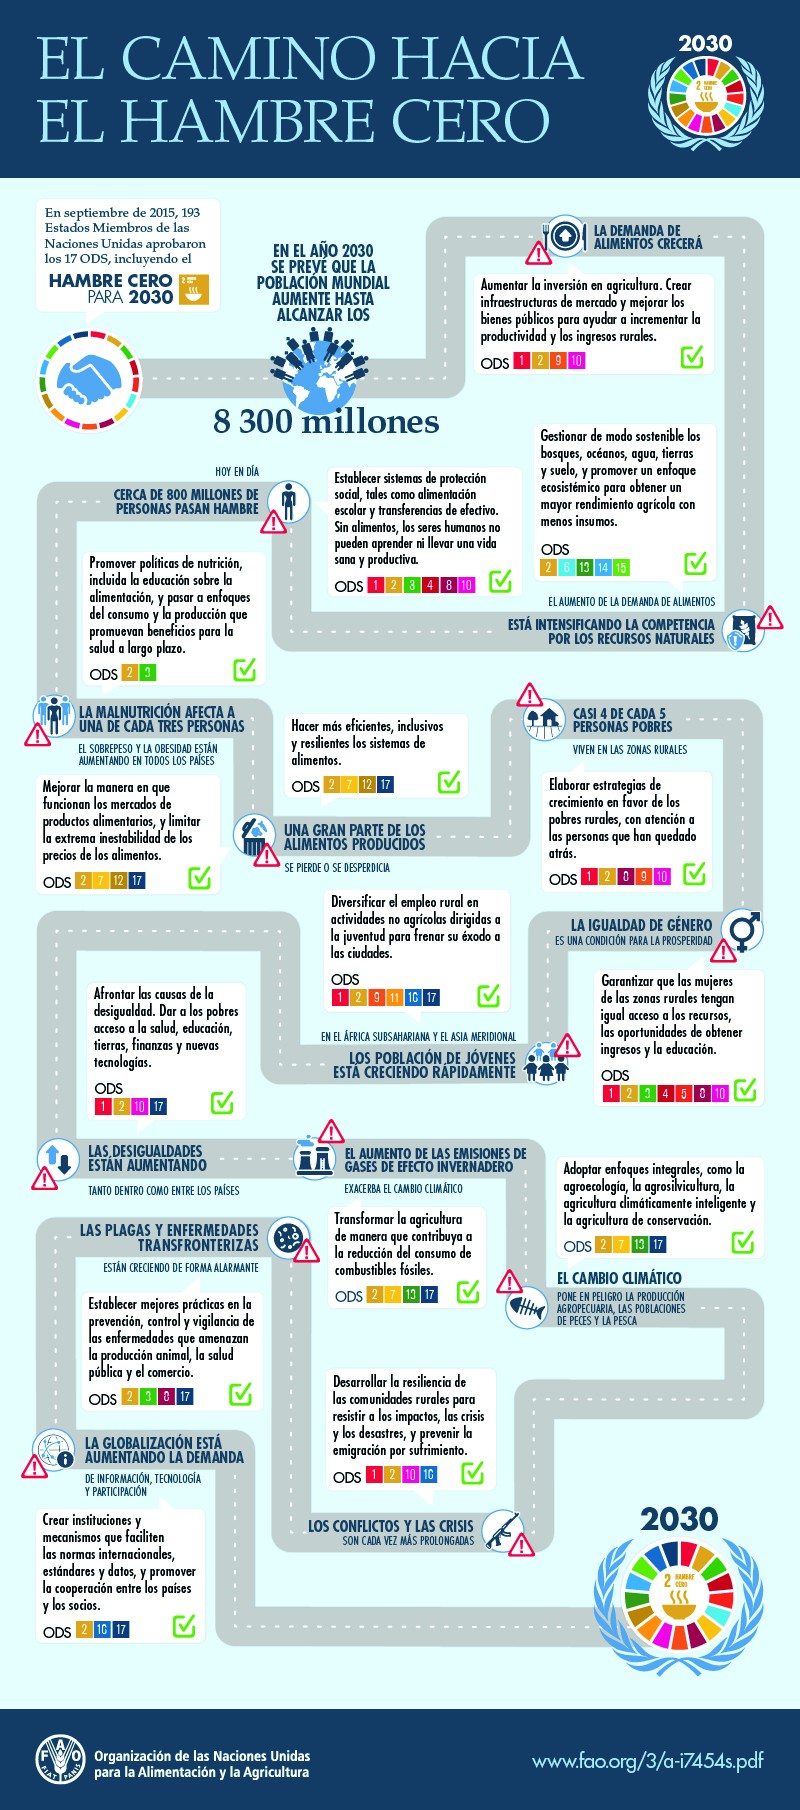 EL CAMINO HACIA
EL HAMBRE CERO
2030
2 HAMBRE
CERO
En septiembre de 2015, 193
Estados Miembros de las
Naciones Unidas aprobaron
los 17 ODS, incluyendo el
HAMBRE CERO
PARA 2030
EN EL AÑO 2030
SE PREVÉ QUE LA
POBLACIÓN MUNDIAL
AUMENTE HASTA
ALCANZAR LOS
8 300 millones
LA DEMANDA DE
ALIMENTOS CRECERÁ
Aumentar la inversión en agricultura. Crear
infraestructuras de mercado y mejorar los
bienes públicos para ayudar a incrementar la
productividad y los ingresos rurales.
ODS 1 2 9 10
Gestionar de modo sostenible los
bosques, océanos, agua, tierras
y suelo, y promover un enfoque
ecosistémico para obtener un
mayor rendimiento agrícola con
menos insumos.
ODS
2 6 13 14 15
EL AUMENTO DE LA DEMANDA DE ALIMENTOS
ESTÁ INTENSIFICANDO LA COMPETENCIA
POR LOS RECURSOS NATURALES
HOY EN DÍA
CERCA DE 800 MILLONES DE
PERSONAS PASAN HAMBRE
Establecer sistemas de protección
social, tales como alimentación
escolar y transferencias de efectivo.
Sin alimentos, los seres humanos no
pueden aprender ni llevar una vida
sana y productiva.
ODS 1 2 3 4 8 10
Promover políticas de nutrición,
incluida la educación sobre la
alimentación, y pasar a enfoques
del consumo y la producción que
promuevan beneficios para la
salud a largo plazo.
ODS 2 3
LA MALNUTRICIÓN AFECTA A
UNA DE CADA TRES PERSONAS
EL SOBREPESO Y LA OBESIDAD ESTÁN
AUMENTANDO EN TODOS LOS PAÍSES
Mejorar la manera en que
funcionan los mercados de
productos alimentarios, y limitar
la extrema inestabilidad de los
precios de los alimentos.
ODS 2 7 12 17
Hacer más eficientes, inclusivos
y resilientes los sistemas de
alimentos.
ODS 2 7 12 17
UNA GRAN PARTE DE LOS
ALIMENTOS PRODUCIDOS
SE PIERDE O SE DESPERDICIA
CASI 4 DE CADA 5
PERSONAS POBRES
VIVEN EN LAS ZONAS RURALES
Elaborar estrategias de
crecimiento en favor de los
pobres rurales, con atención a
las personas que han quedado
atrás.
ODS 1 2 8 9 10
LA IGUALDAD DE GÉNERO
ES UNA CONDICIÓN PARA LA PROSPERIDAD
Garantizar que las mujeres
de las zonas rurales tengan
igual acceso a los recursos,
las oportunidades de obtener
ingresos y la educación.
ODS
1 2 3 4 5 8 10
Diversificar el empleo rural en
actividades no agrícolas dirigidas a
la juventud para frenar su éxodo a
las ciudades.
ODS
1 2 9 11 16 17
EN EL ÁFRICA SUBSAHARIANA Y EL ASIA MERIDIONAL
LOS POBLACIÓN DE JÓVENES
ESTÁ CRECIENDO RÁPIDAMENTE
Afrontar las causas de la
desigualdad. Dar a los pobres
acceso a la salud, educación,
tierras, finanzas y nuevas
tecnologías.
ODS
1 2 10 17
LAS DESIGUALDADES
ESTÁN AUMENTANDO
TANTO DENTRO COMO ENTRE LOS PAÍSES
EL AUMENTO DE LAS EMISIONES DE
GASES DE EFECTO INVERNADERO
EXACERBA EL CAMBIO CLIMÁTICO
Transformar la agricultura
de manera que contribuya a
la reducción del consumo de
combustibles fósiles.
ODS 2 7 13 17
Adoptar enfoques integrales, como la
agroecología, la agrosilvicultura, la
agricultura climáticamente inteligente y
la agricultura de conservación.
ODS 2 7 13 17
EL CAMBIO CLIMÁTICO
PONE EN PELIGRO LA PRODUCCIÓN
AGROPECUARIA, LAS POBLACIONES
DE PECES Y LA PESCA
LAS PLAGAS Y ENFERMEDADES
TRANSFRONTERIZAS
ESTÁN CRECIENDO DE FORMA ALARMANTE
Establecer mejores prácticas en la
prevención, control y vigilancia de
las enfermedades que amenazan
la producción animal, la salud
pública y el comercio.
ODS 2 3 8 17
Desarrollar la resiliencia de
las comunidades rurales para
resistir a los impactos, las crisis
y los desastres, y prevenir la
emigración por sufrimiento.
ODS 1 2 10 16
LOS CONFLICTOS Y LAS CRISIS
SON CADA VEZ MÁS PROLONGADAS
LA GLOBALIZACIÓN ESTÁ
AUMENTANDO LA DEMANDA
DE INFORMACIÓN, TECNOLOGÍA
Y PARTICIPACIÓN
Crear instituciones y
mecanismos que faciliten
las normas internacionales,
estándares y datos, y promover
la cooperación entre los países
y los socios.
ODS 2 16 17
2030
2 HAMBRE
CERO
FAO
FIAT PANIS
Organización de las Naciones Unidas
para la Alimentación y la Agricultura
www.fao.org/3/a-i7454s.pdf